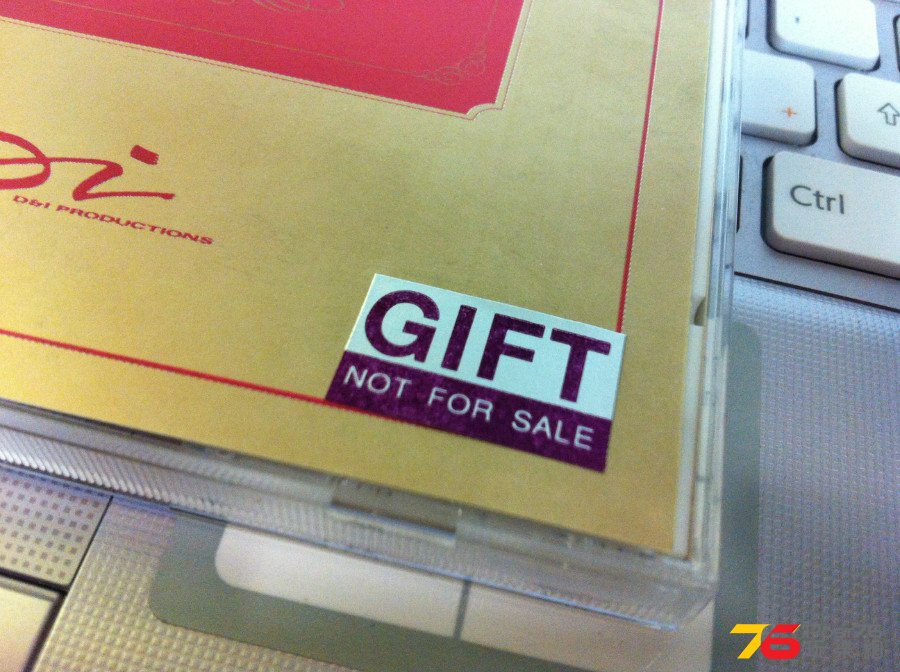 Ctrl
D&I PRODUCTIONS
GIFT
NOT FOR SALE
76